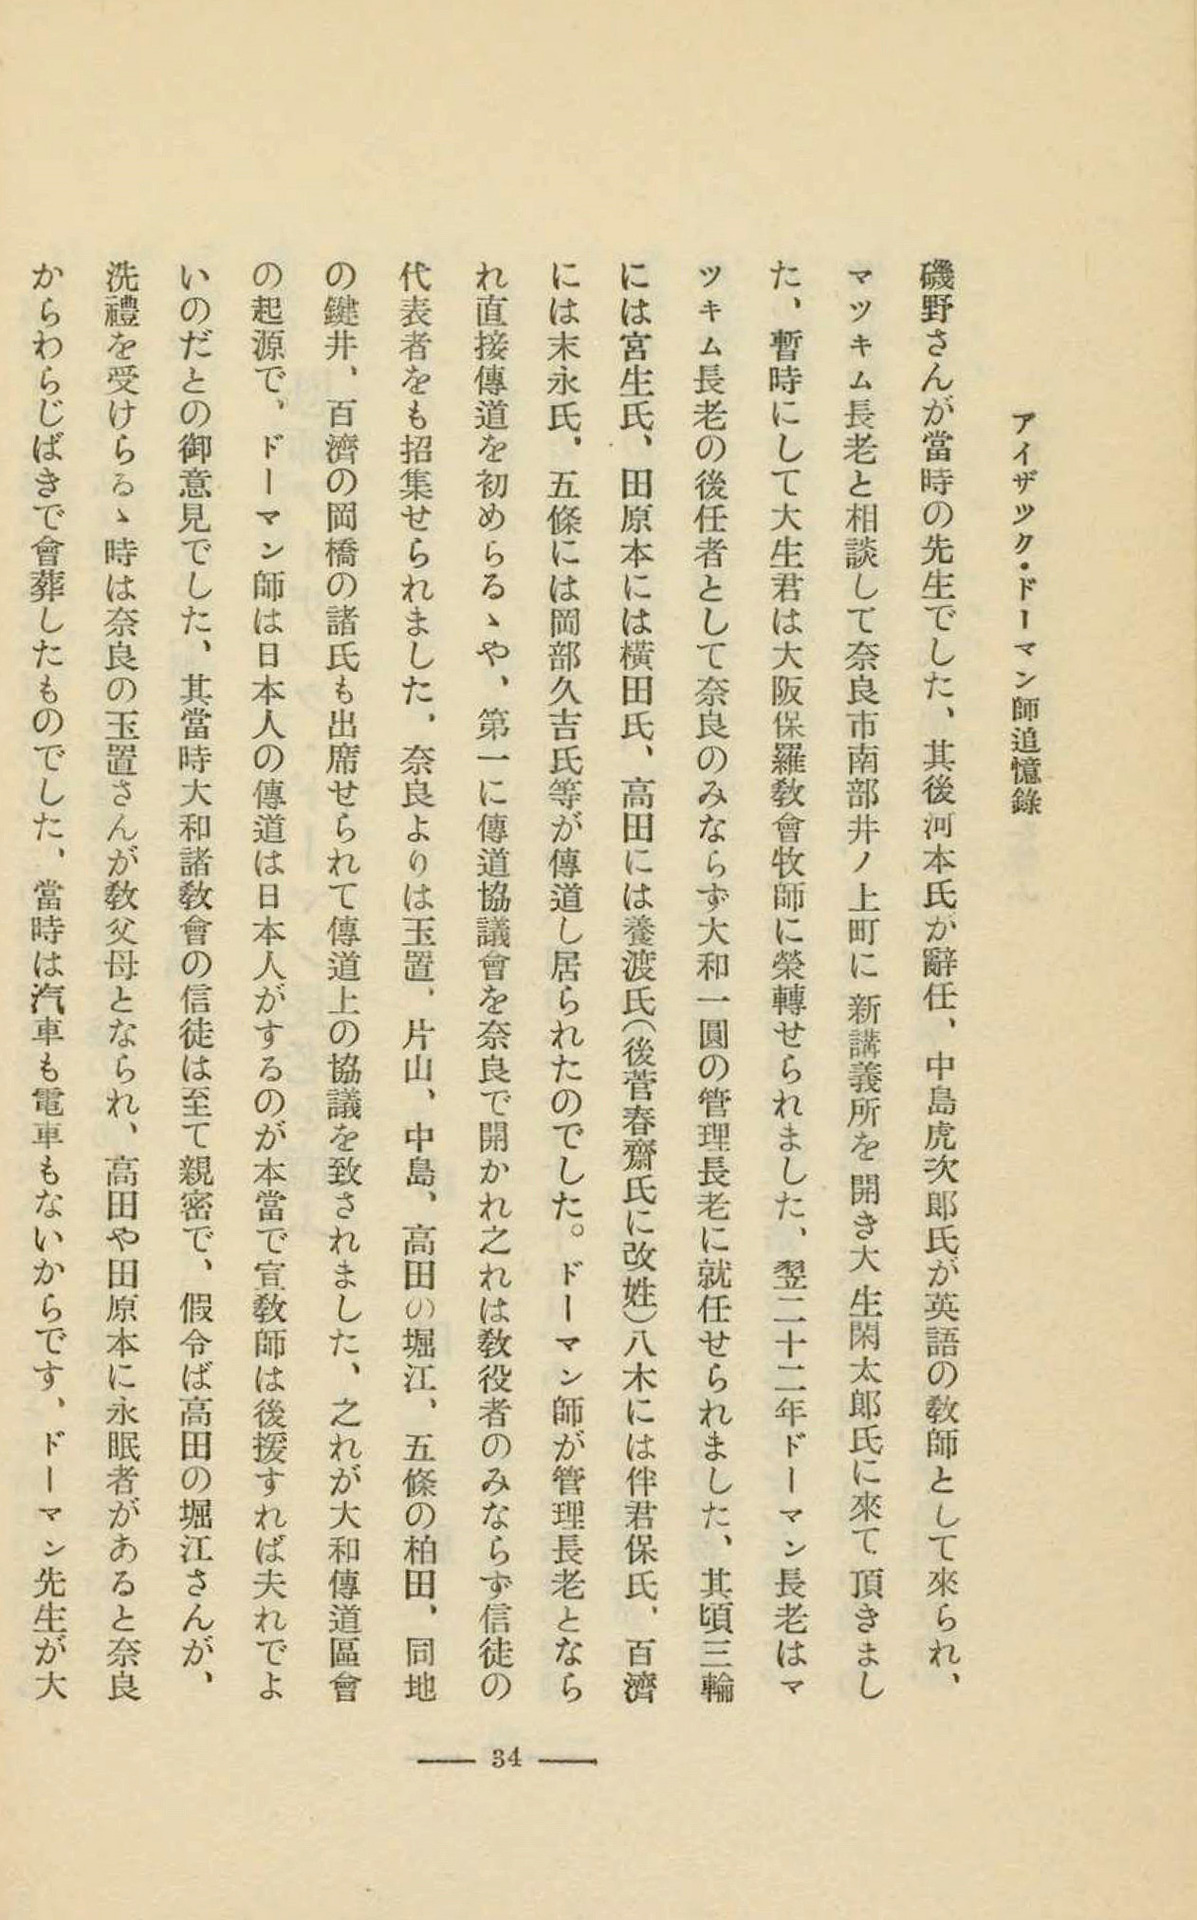 アイザック・ドーマン師追憶錄
磯野さんが當時の先生でした、其後河本氏が辭任、中島虎次郎氏が英語の敎師として來られ、
マツキム長老と相談して奈良市南部井ノ上町に新講義所を開き大生閑太郎氏に來て頂きまし
た、暫時にして大生君は大阪保羅敎會牧師に榮轉せられました、翌二十二年ドーマン長老はマ
ツキム長老の後任者として奈良のみならず大和一圓の管理長老に就任せられました、其頃三輪
には宮生氏、田原本には橫田氏、高田には養渡氏(後菅春齋氏に改姓)八木には伴君保氏、百濟
には末永氏、五條には岡部久吉氏等が傳道し居られたのでした。ドーマン師が管理長老となら
れ直接傳道を初めらるゝや、第一に傳道協議會を奈良で開かれ之れは敎役者のみならず信徒の
代表者をも招集せられました、奈良よりは玉置、片山、中島、高田の堀江、五條の柏田、同地
の鍵井、百濟の岡橋の諸氏も出席せられて傳道上の協議を致されました、之れが大和傳道區會
の起源で、ドーマン師は日本人の傳道は日本人がするのが本當で宣敎師は後援すれば夫れでよ
いのだとの御意見でした、其當時大和諸敎會の信徒は至て親密で、假令ば高田の堀江さんが、
洗禮を受けらるゝ時は奈良の玉置さんが敎父母となられ、高田や田原本に永眠者があると奈良
からわらじばきで會葬したものでした、當時は汽車も電車もないからです、ドーマン先生が大
34